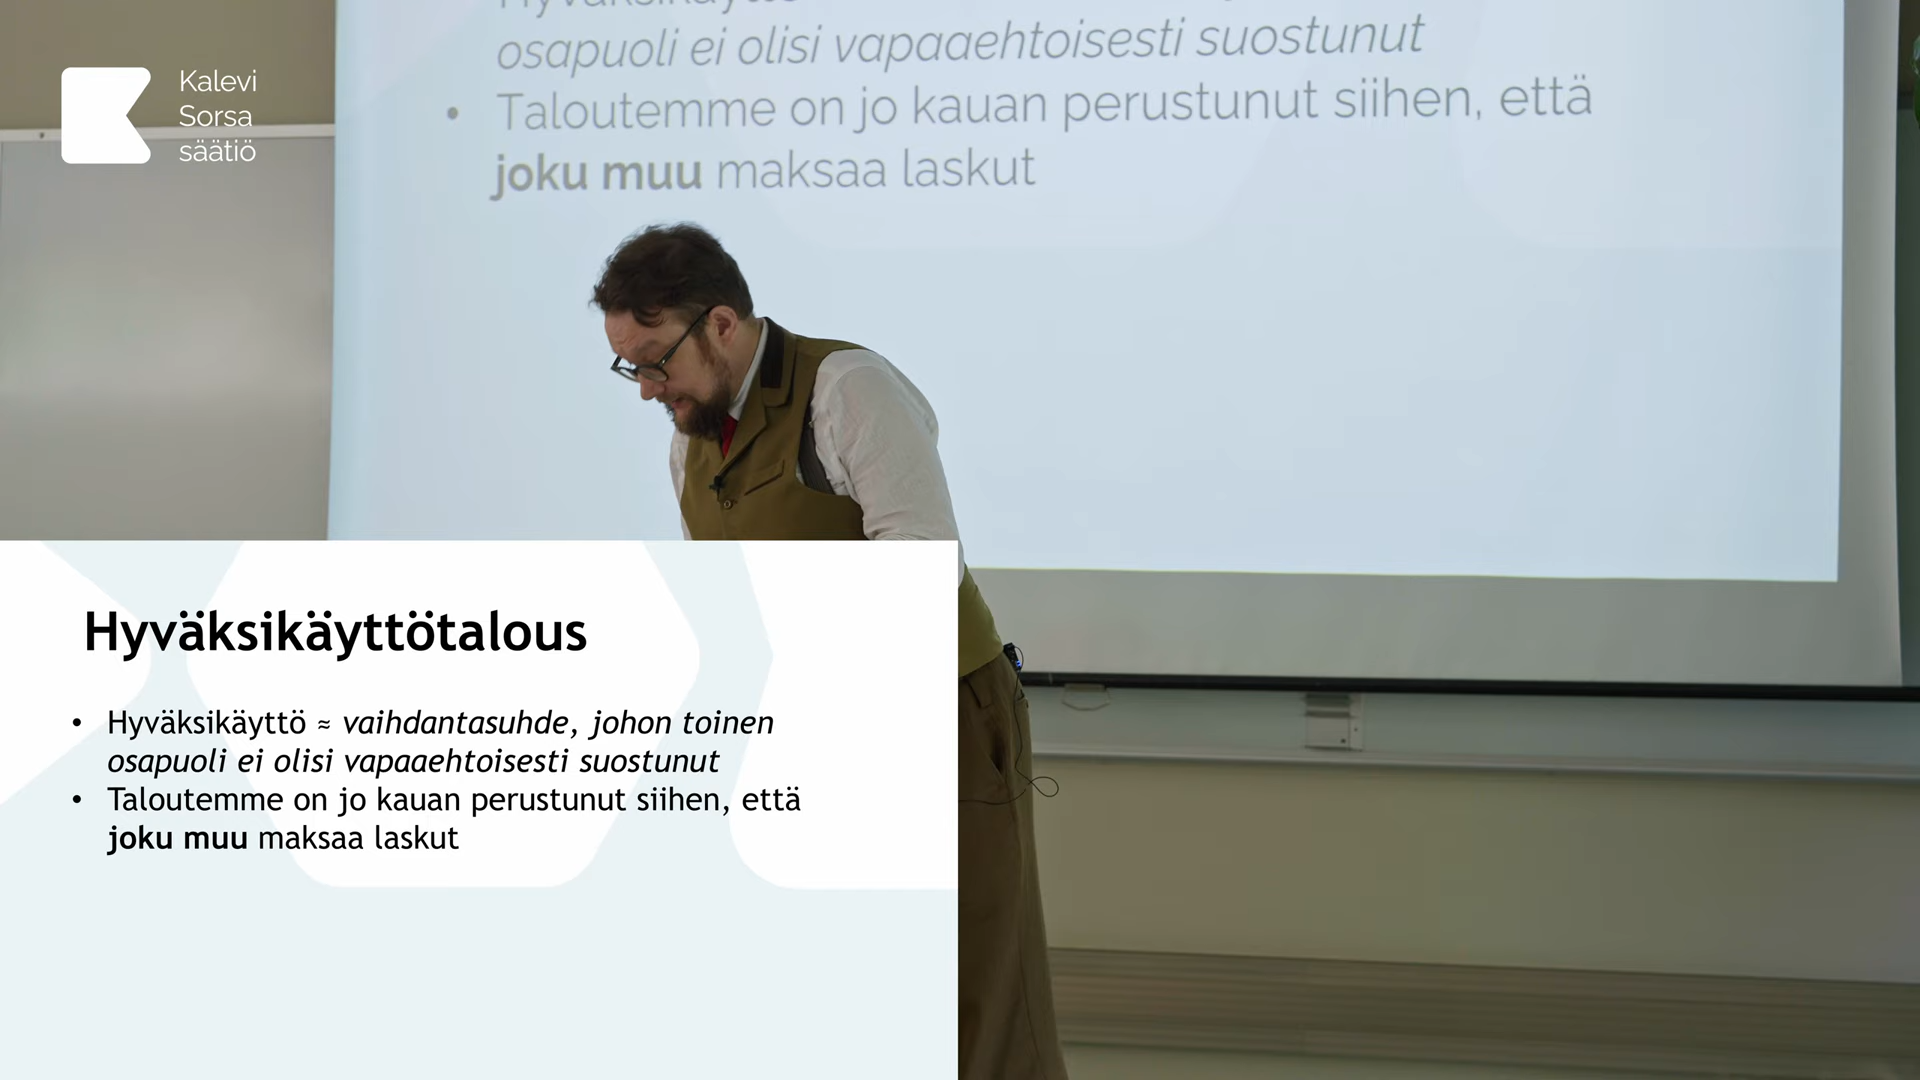 Kalevi
Sorsa
säätiö
osapuoli ei olisi vapaaehtoisesti suostunut
• Taloutemme on jo kauan perustunut siihen, että
joku muu maksaa laskut
Hyväksikäyttötalous
• Hyväksikäyttö ≈ vaihdantasuhde, johon toinen
osapuoli ei olisi vapaaehtoisesti suostunut
• Taloutemme on jo kauan perustunut siihen, että
joku muu maksaa laskut